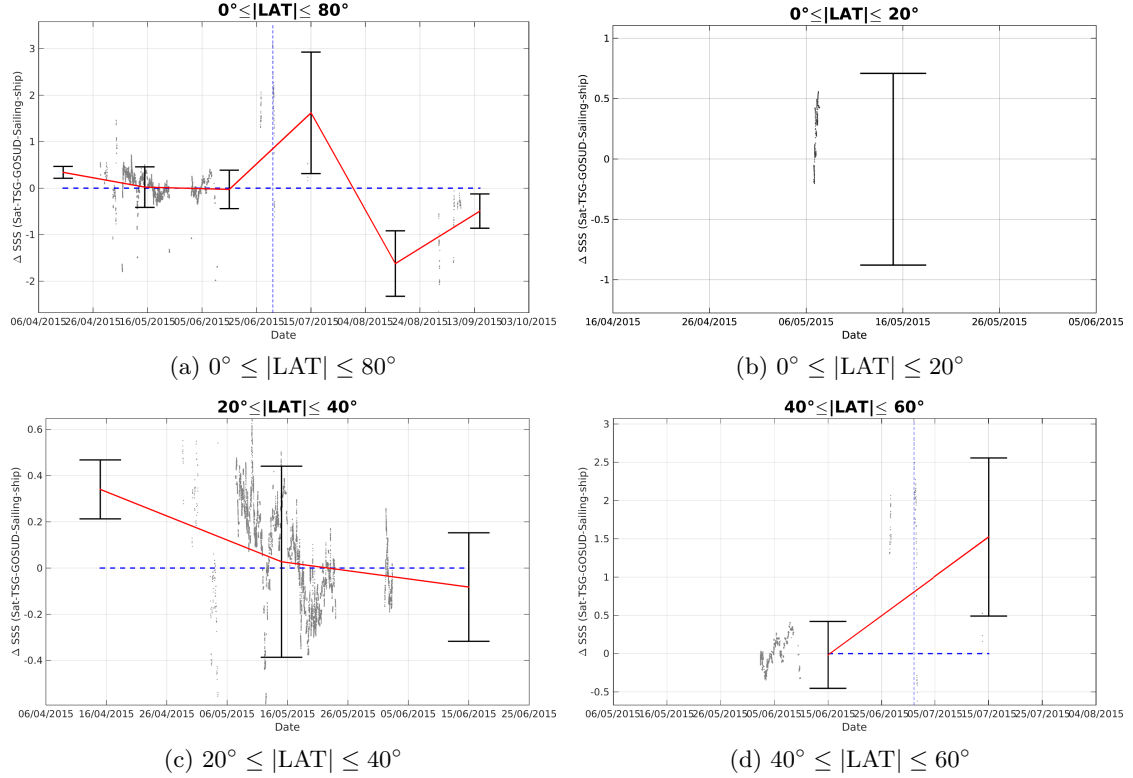 0°≤|LAT|≤ 80°
Δ SSS (Sat-TSG-GOSUD-Sailing-ship)
3
2
1
0
-1
-2
06/04/2015 26/04/2015 16/05/2015 05/06/2015 25/06/2015 15/07/2015 04/08/2015 24/08/2015 13/09/2015 03/10/2015
Date
(a) 0° ≤ |LAT| ≤ 80°
0°≤|LAT|≤ 20°
Δ SSS (Sat-TSG-GOSUD-Sailing-ship)
1
0.5
0
-0.5
-1
16/04/2015 26/04/2015 06/05/2015 16/05/2015 26/05/2015 05/06/2015
Date
(b) 0° ≤ |LAT| ≤ 20°
20°≤|LAT|≤ 40°
Δ SSS (Sat-TSG-GOSUD-Sailing-ship)
0.6
0.4
0.2
0
-0.2
-0.4
06/04/2015 16/04/2015 26/04/2015 06/05/2015 16/05/2015 26/05/2015 05/06/2015 15/06/2015 25/06/2015
Date
(c) 20° ≤ |LAT| ≤ 40°
40°≤|LAT|≤ 60°
Δ SSS (Sat-TSG-GOSUD-Sailing-ship)
3
2.5
2
1.5
1
0.5
0
-0.5
06/05/2015 16/05/2015 26/05/2015 05/06/2015 15/06/2015 25/06/2015 05/07/2015 15/07/2015 25/07/2015 04/08/2015
Date
(d) 40° ≤ |LAT| ≤ 60°